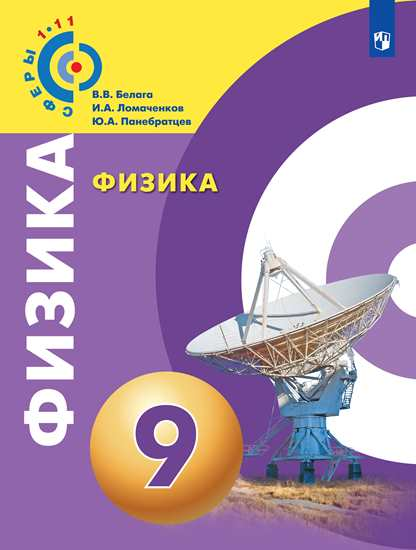 СФЕРЫ 1•11
В.В. Белага
И.А. Ломаченков
Ю.А. Панебратцев
ФИЗИКА
ФИЗИКА
9